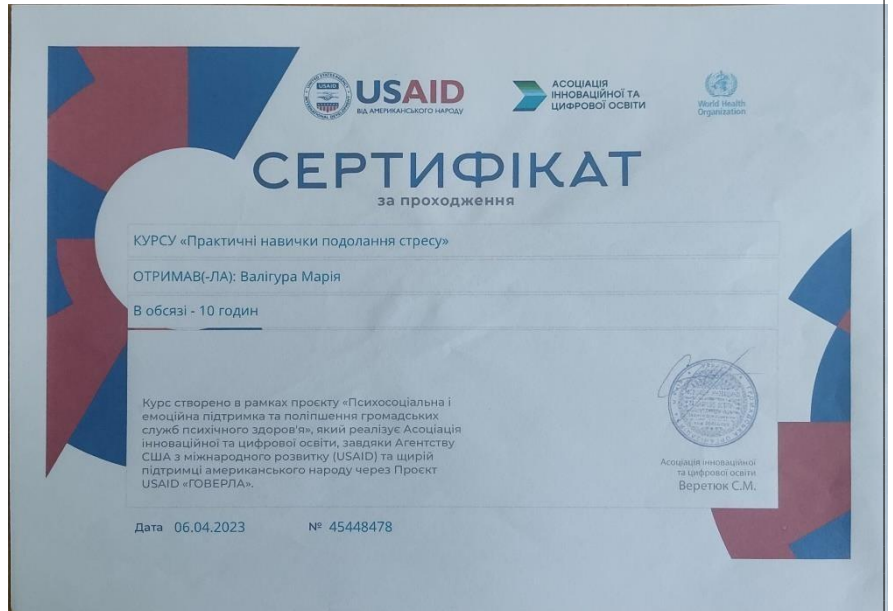 USAID
USAID
ВІД АМЕРИКАНСЬКОГО НАРОДУ
АСОЦІАЦІЯ
ІННОВАЦІЙНОЇ ТА
ЦИФРОВОЇ ОСВІТИ
World Health
Organization
СЕРТИФІКАТ
за проходження
КУРСУ «Практичні навички подолання стресу»
ОТРИМАВ(-ЛА): Валігура Марія
В обсязі - 10 годин
Курс створено в рамках проєкту «Психосоціальна і
емоційна підтримка та поліпшення громадських
служб психічного здоров'я», який реалізує Асоціація
інноваційної та цифрової освіти, завдяки Агентству
США з міжнародного розвитку (USAID) та щирій
підтримці американського народу через Проєкт
USAID «ГОВЕРЛА».
Асоціація інноваційної
та цифрової освіти
Веретюк С.М.
Дата 06.04.2023 № 45448478